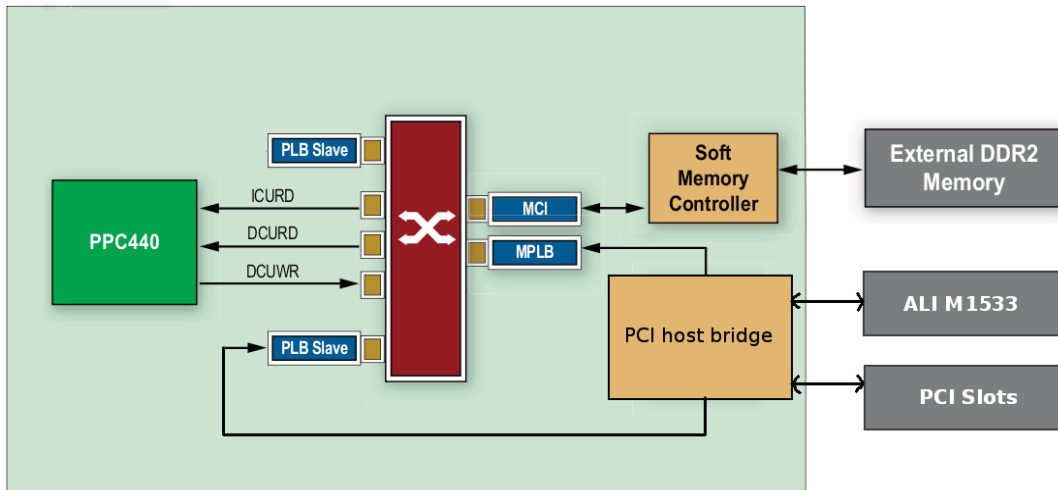 PLB Slave
Soft
Memory
Controller
External DDR2
Memory
ICURD
MCI
PPC440
DCURD
MPLB
DCUWR
ALI M1533
PCI host bridge
PLB Slave
PCI Slots